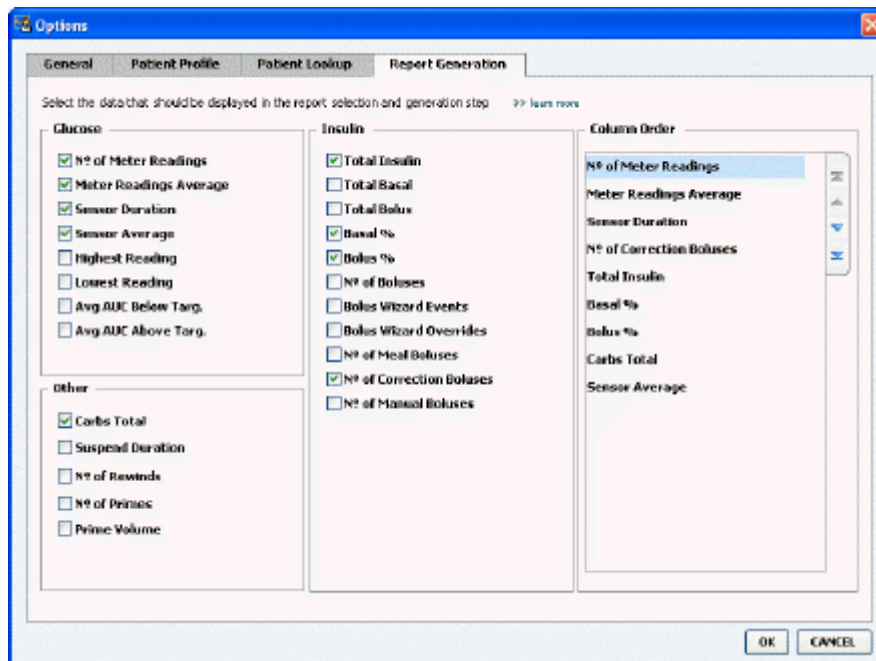 Options
General
Patient Profile
Patient Lookup
Report Generation
Select the data that should be displayed in the report selection and generation step >> learn more
Glucose
Nº of Meter Readings
Meter Readings Average
Sensor Duration
Sensor Average
Highest Reading
Lowest Reading
Avg AUC Below Targ.
Avg AUC Above Targ.
Other
Carbs Total
Suspend Duration
Nº of Rewinds
Nº of Primes
Prime Volume
Insulin
Total Insulin
Total Basal
Total Bolus
Basal %
Bolus %
Nº of Boluses
Bolus Wizard Events
Bolus Wizard Overrides
Nº of Meal Boluses
Nº of Correction Boluses
Nº of Manual Boluses
Column Order
Nº of Meter Readings
Meter Readings Average
Sensor Duration
Nº of Correction Boluses
Total Insulin
Basal %
Bolus %
Carbs Total
Sensor Average
OK
CANCEL